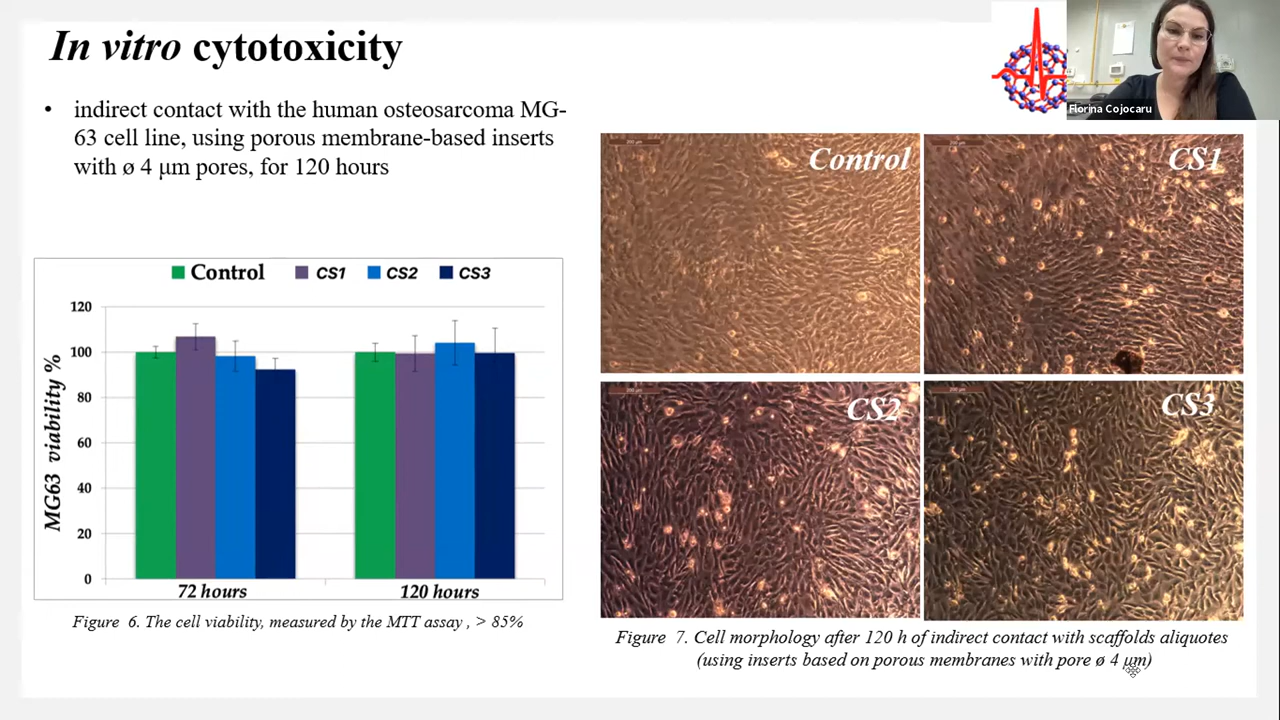 In vitro cytotoxicity
Florina Cojocaru
• indirect contact with the human osteosarcoma MG-
63 cell line, using porous membrane-based inserts
with ø 4 μm pores, for 120 hours
Control CS1 CS2 CS3
MG63 viability %
120
100
80
60
40
20
0
72 hours 120 hours
Figure 6. The cell viability, measured by the MTT assay , > 85%
Control
CS1
CS2
CS3
Figure 7. Cell morphology after 120 h of indirect contact with scaffolds aliquotes
(using inserts based on porous membranes with pore ø 4 μm)